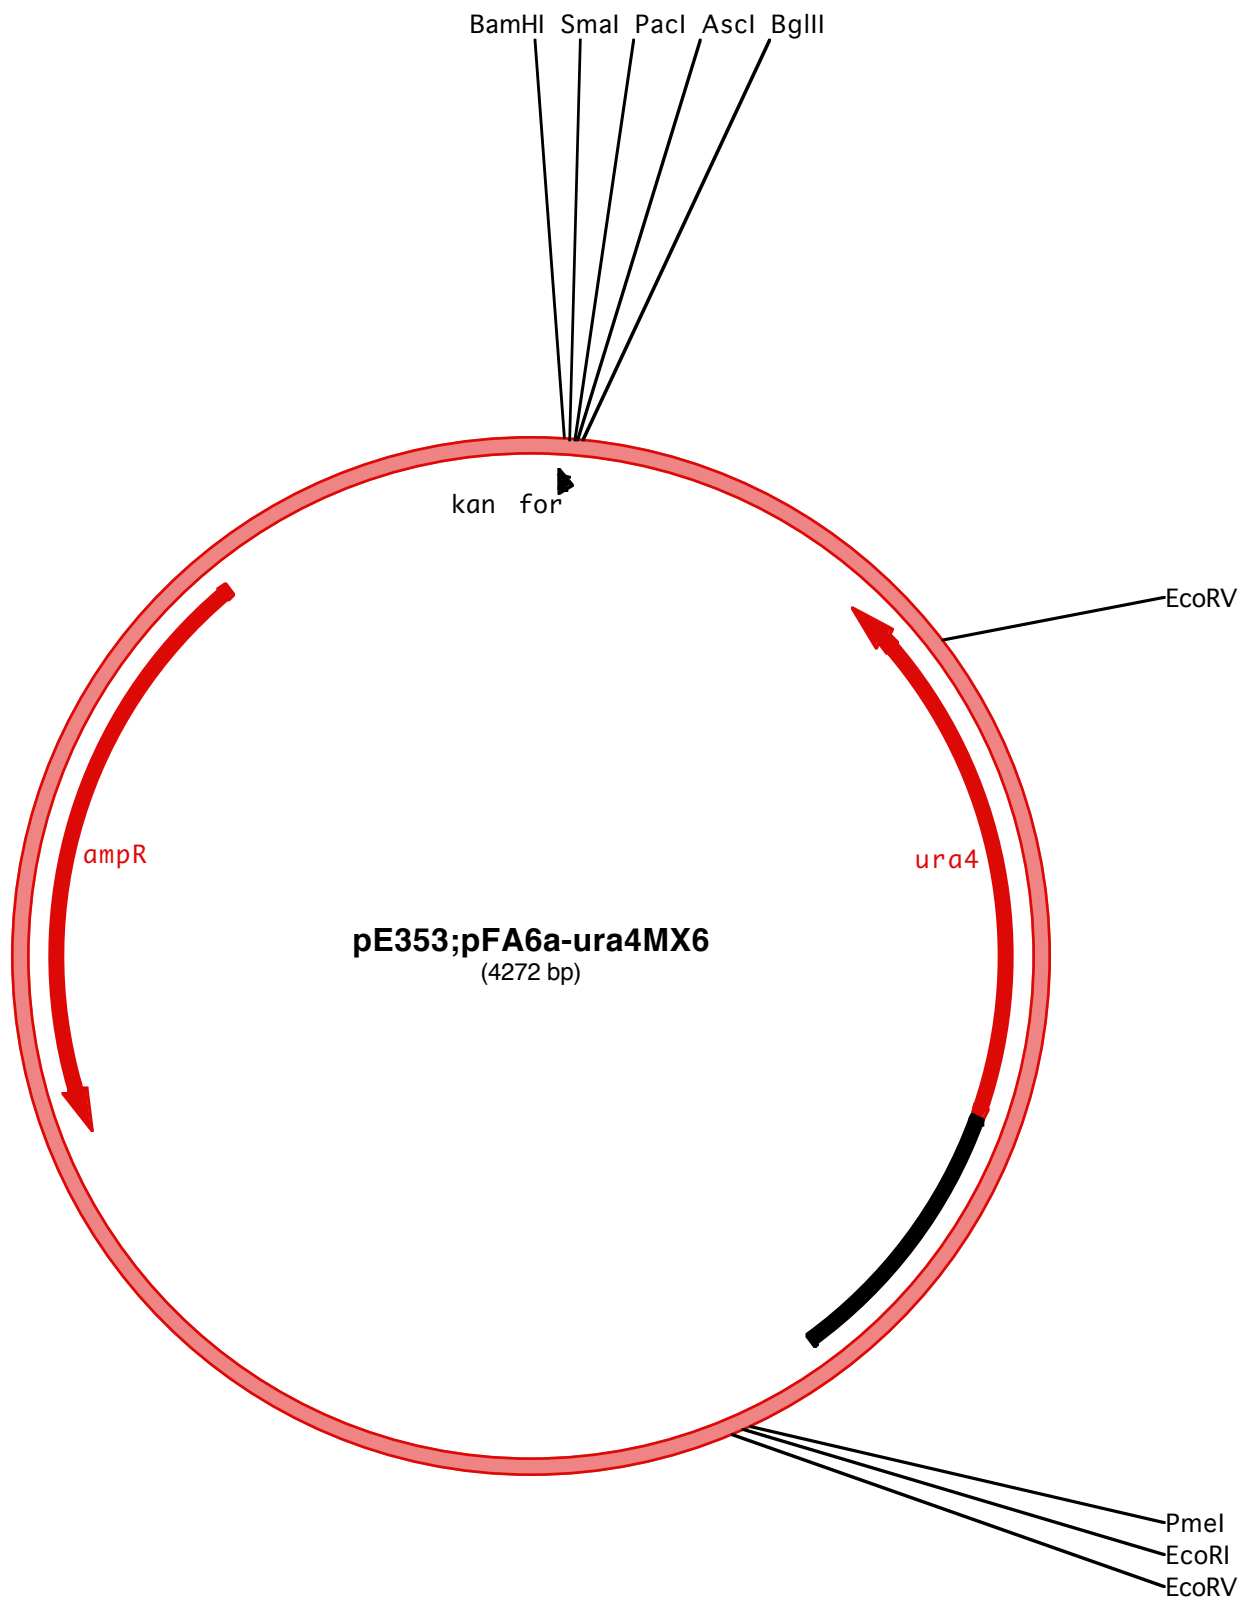 BamHI SmaI PacI AscI BglII
kan for
EcoRV
ampR
ura4
pE353;pFA6a-ura4MX6
(4272 bp)
PmeI
EcoRI
EcoRV